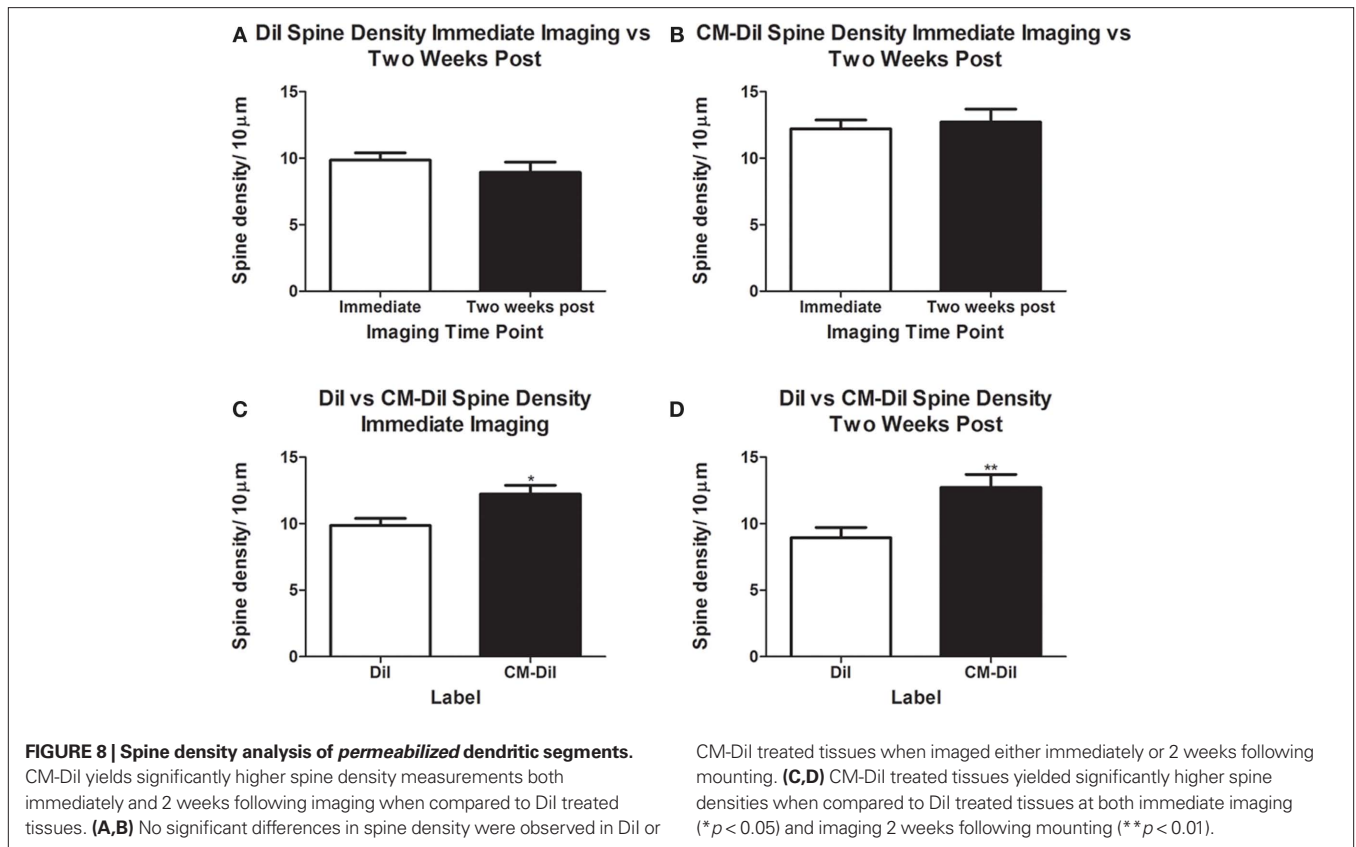 A DiI Spine Density Immediate Imaging vs
Two Weeks Post
Spine density/ 10µm
15
10
5
0
Immediate Two weeks post
Imaging Time Point
B CM-DiI Spine Density Immediate Imaging vs
Two Weeks Post
Spine density/ 10µm
15
10
5
0
Immediate Two weeks post
Imaging Time Point
C DiI vs CM-DiI Spine Density
Immediate Imaging
Spine density/ 10µm
15
10
5
0
*
DiI CM-DiI
Label
D DiI vs CM-DiI Spine Density
Two Weeks Post
Spine density/ 10µm
15
10
5
0
**
DiI CM-DiI
Label
FIGURE 8 | Spine density analysis of permeabilized dendritic segments.
CM-DiI yields significantly higher spine density measurements both
immediately and 2 weeks following imaging when compared to DiI treated
tissues. (A,B) No significant differences in spine density were observed in DiI or
CM-DiI treated tissues when imaged either immediately or 2 weeks following
mounting. (C,D) CM-DiI treated tissues yielded significantly higher spine
densities when compared to DiI treated tissues at both immediate imaging
(*p < 0.05) and imaging 2 weeks following mounting (**p < 0.01).